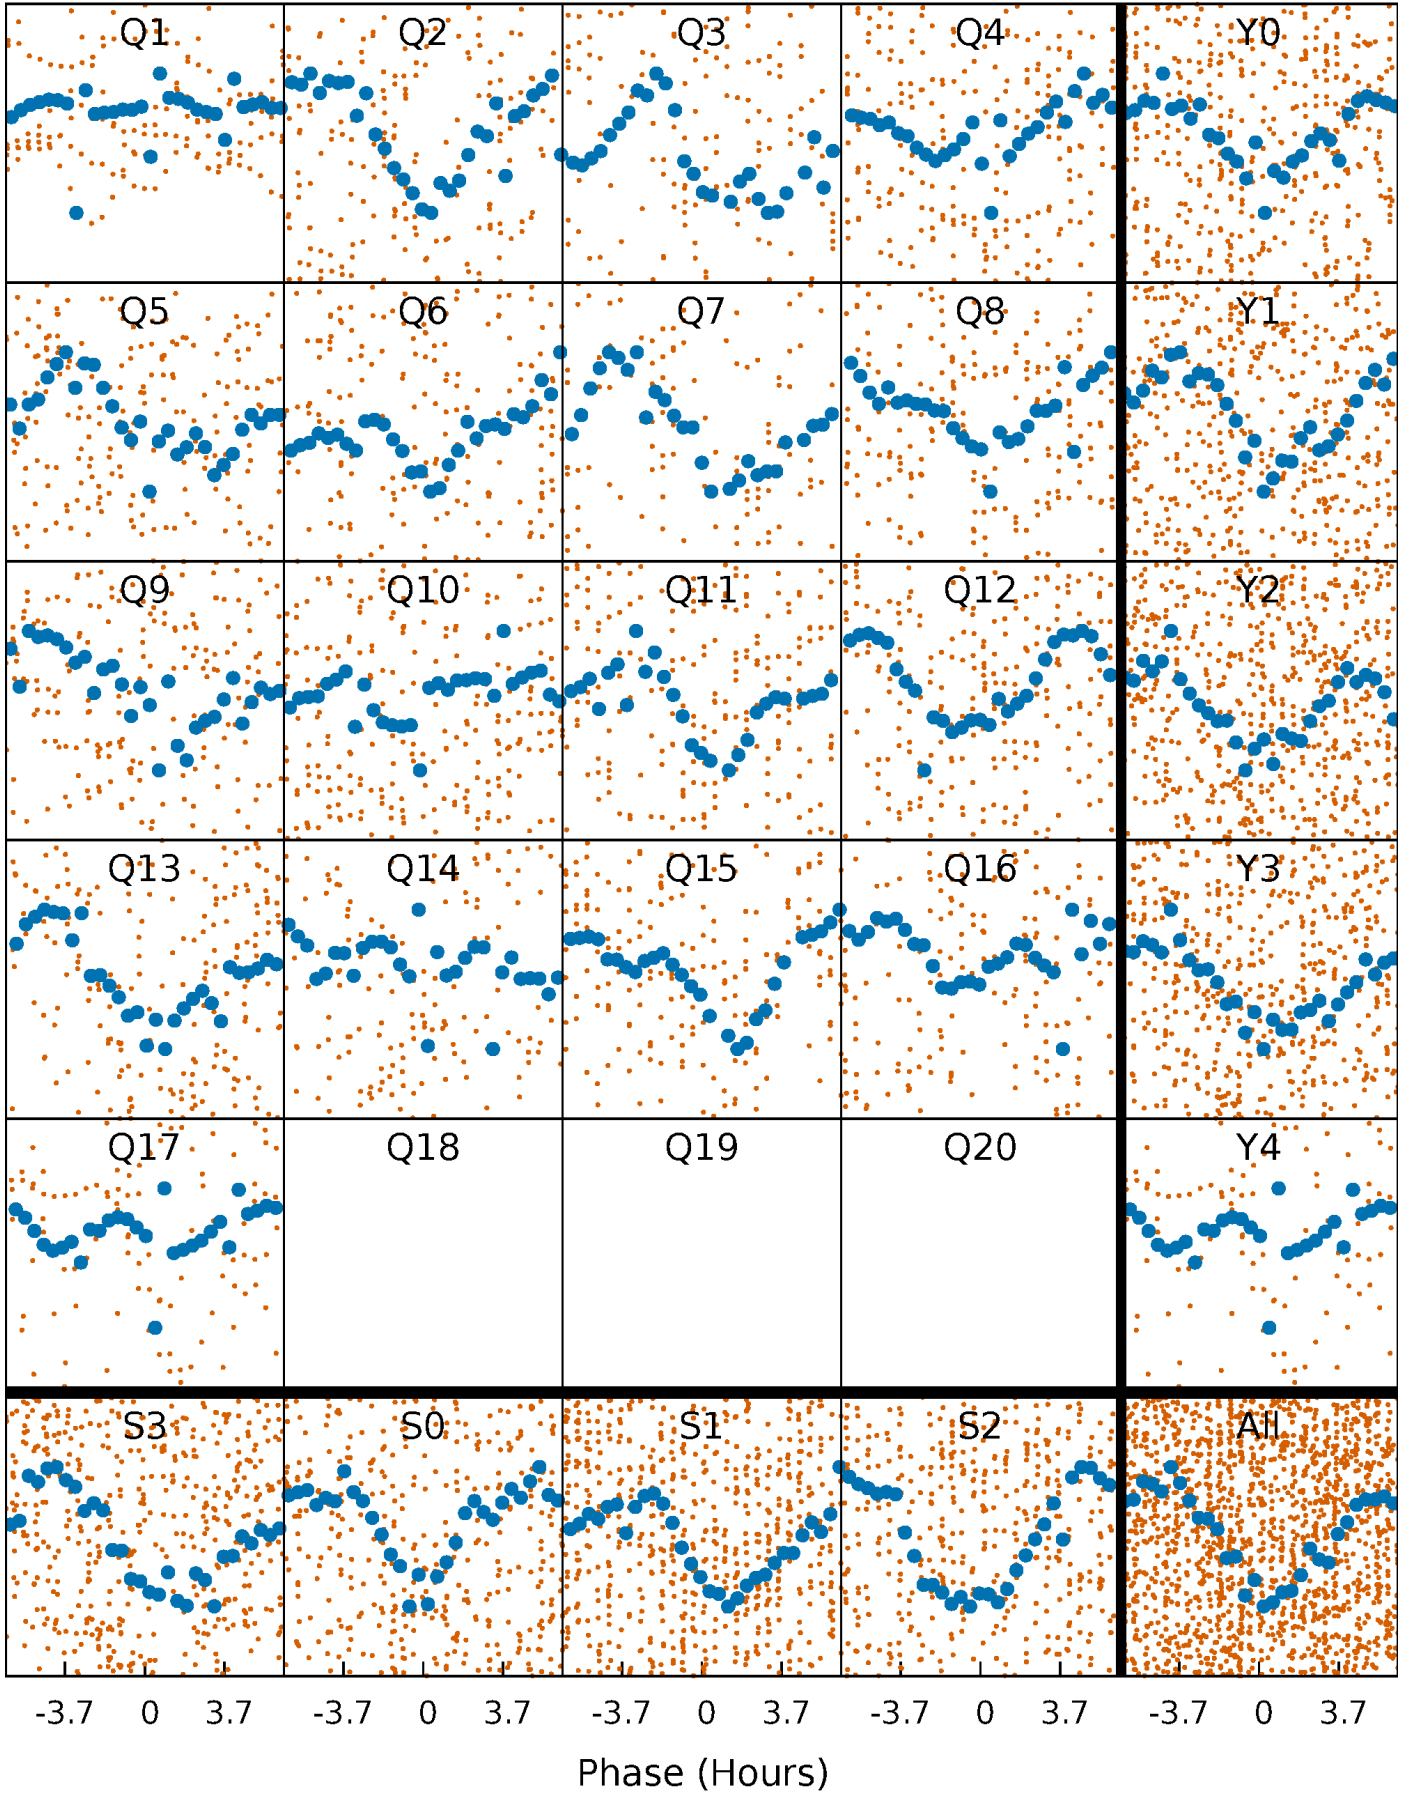 Q1 Q2 Q3 Q4 Y0
Q5 Q6 Q7 Q8 Y1
Q9 Q10 Q11 Q12 Y2
Q13 Q14 Q15 Q16 Y3
Q17 Q18 Q19 Q20 Y4
S3 S0 S1 S2 All
-3.7 0 3.7 -3.7 0 3.7 -3.7 0 3.7 -3.7 0 3.7 -3.7 0 3.7
Phase (Hours)